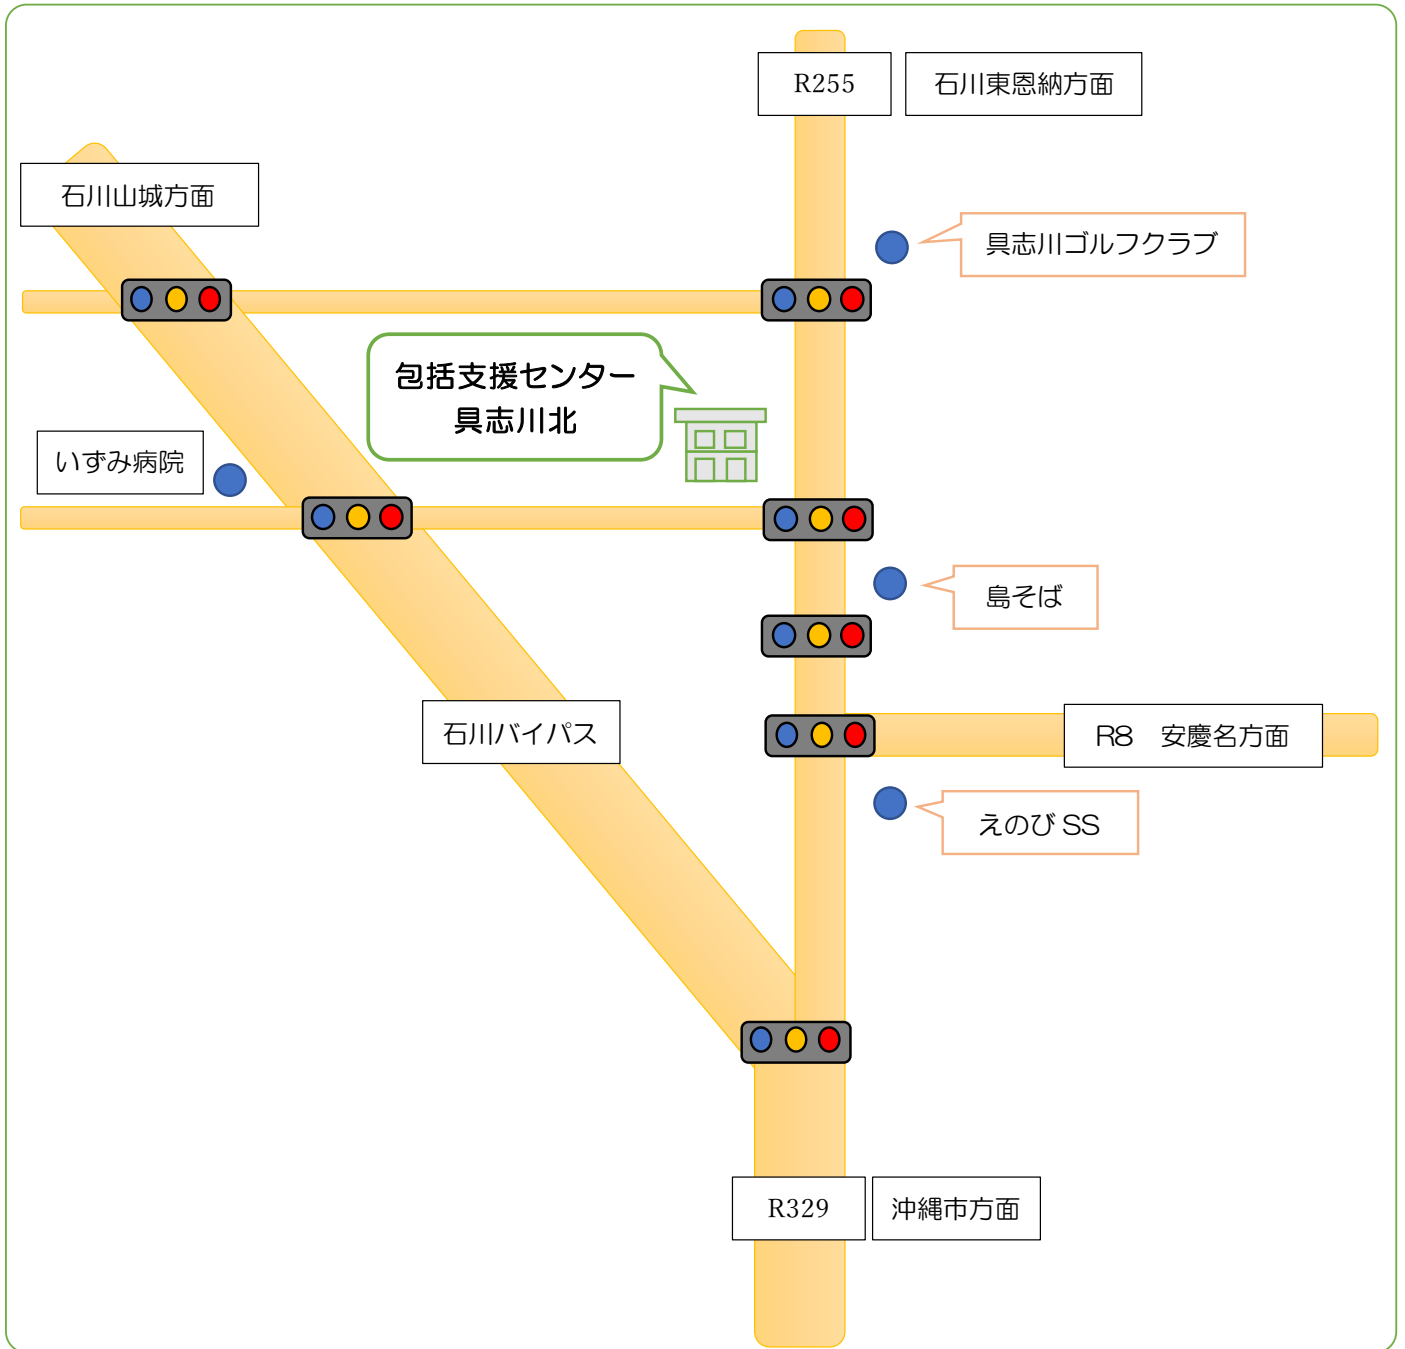 R255
石川東恩納方面
石川山城方面
具志川ゴルフクラブ
包括支援センター
具志川北
いずみ病院
島そば
石川バイパス
R8　安慶名方面
えのび SS
R329
沖縄市方面